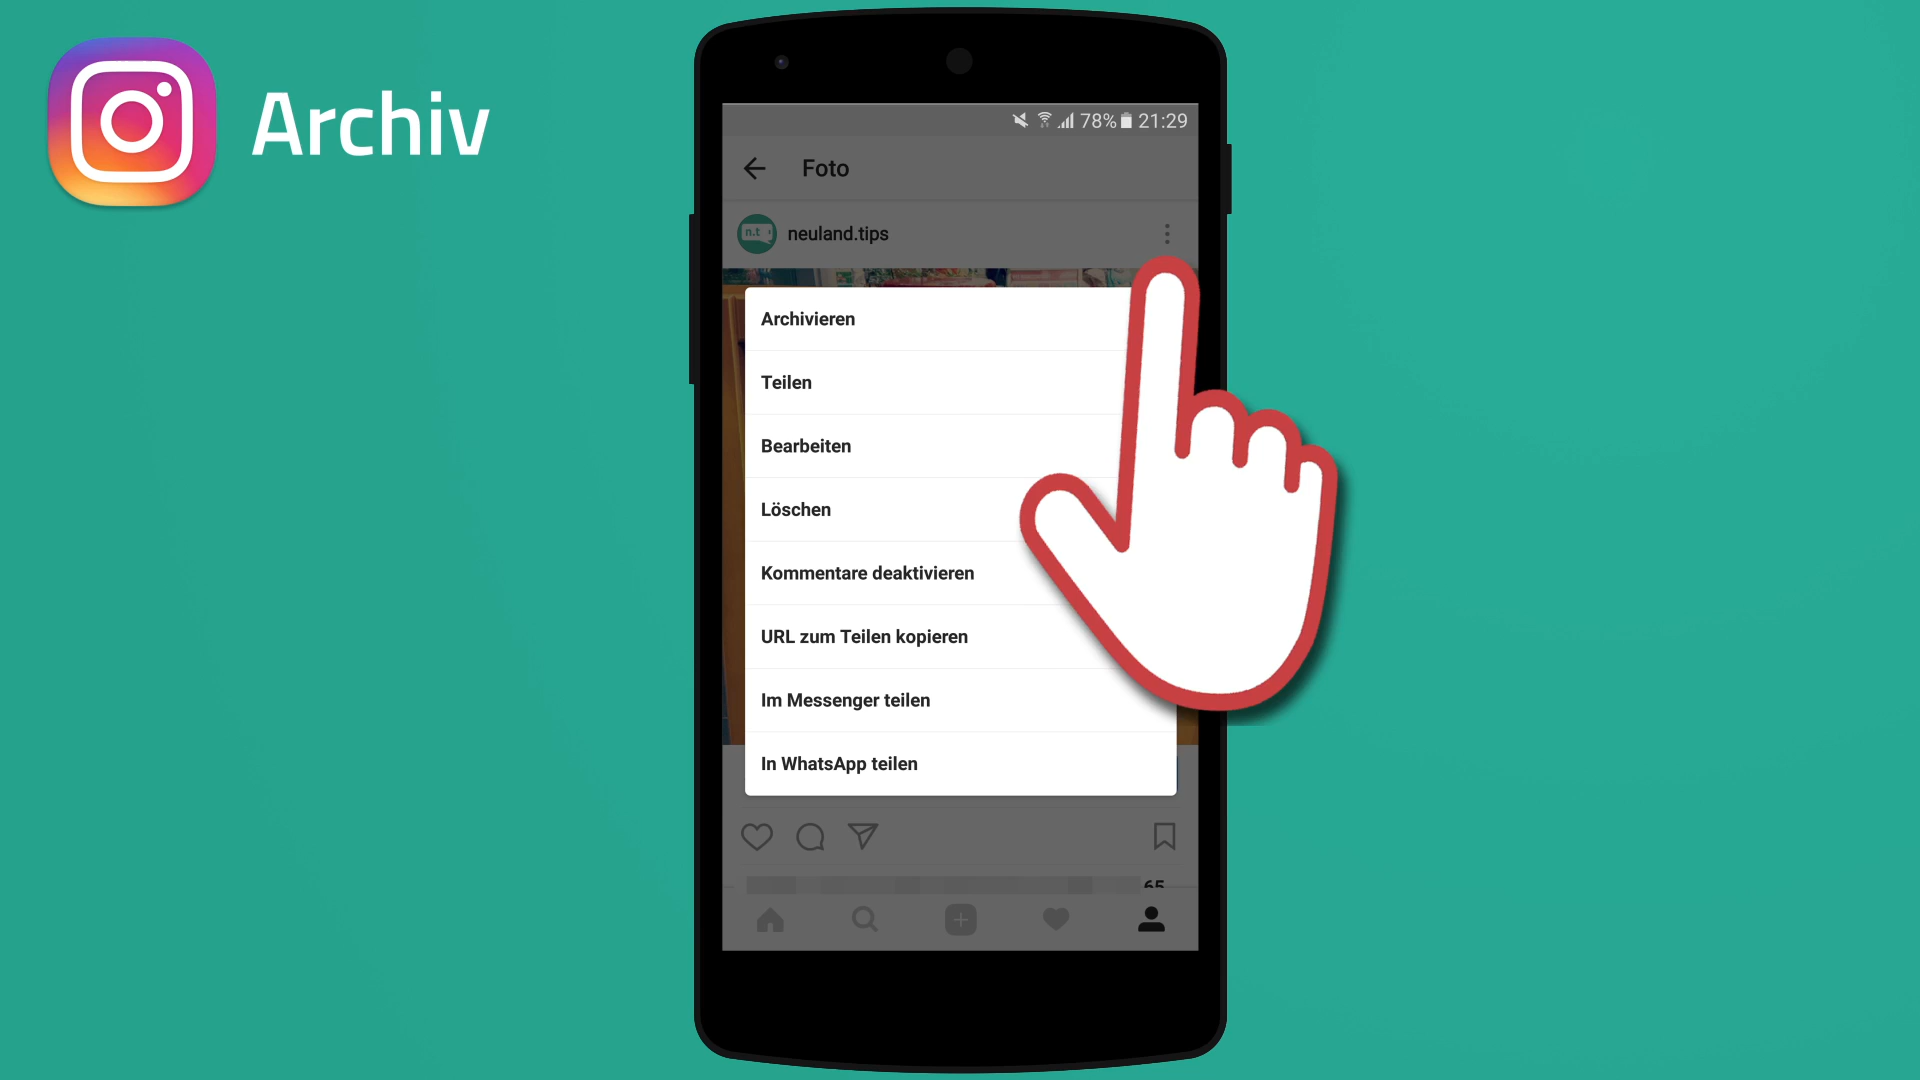 Archiv
78% 21:29
Foto
n.t
neuland.tips
Archivieren
Teilen
Bearbeiten
Löschen
Kommentare deaktivieren
URL zum Teilen kopieren
Im Messenger teilen
In WhatsApp teilen
65